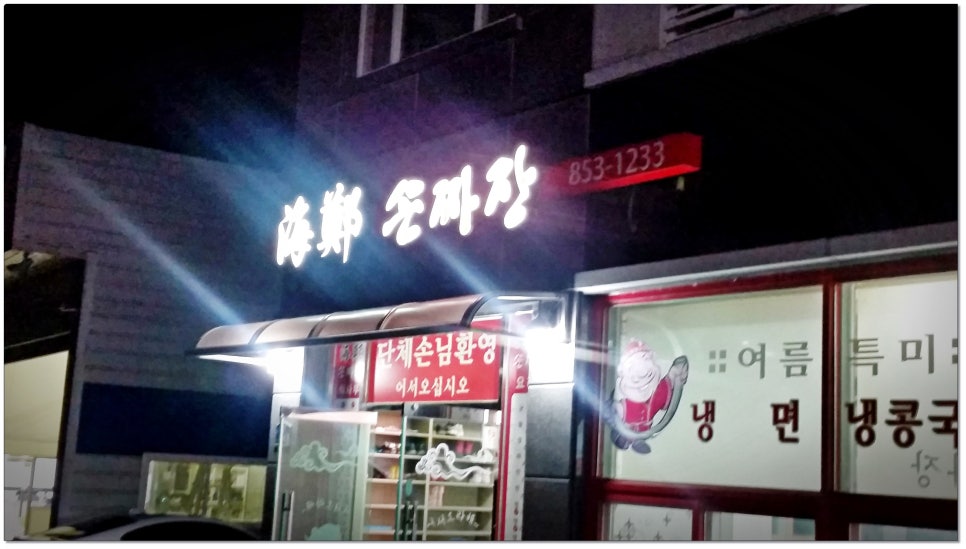 海鄭 손짜장
853-1233
단체손님환영
어서오십시오
여름 특미
냉 면 냉콩국